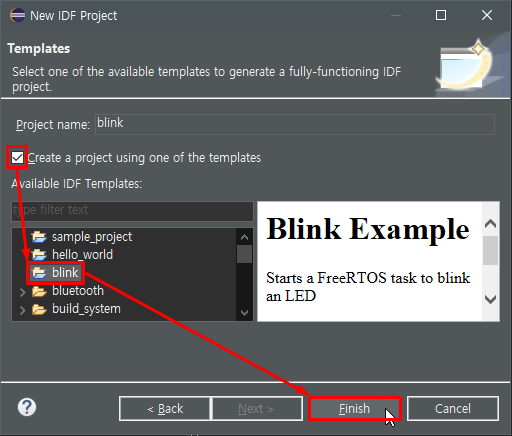 New IDF Project
Templates
Select one of the available templates to generate a fully-functioning IDF
project.
Project name: blink
Create a project using one of the templates
Available IDF Templates:
type filter text
sample_project
hello_world
blink
bluetooth
build_system
Blink Example
Starts a FreeRTOS task to blink
an LED
?
< Back
Next >
Finish
Cancel